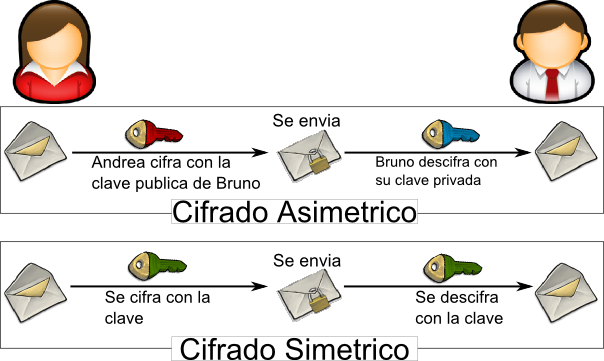 Se envia
Andrea cifra con la
clave publica de Bruno
Bruno descifra con
su clave privada
Cifrado Asimetrico
Se envia
Se cifra con la
clave
Se descifra
con la clave
Cifrado Simetrico